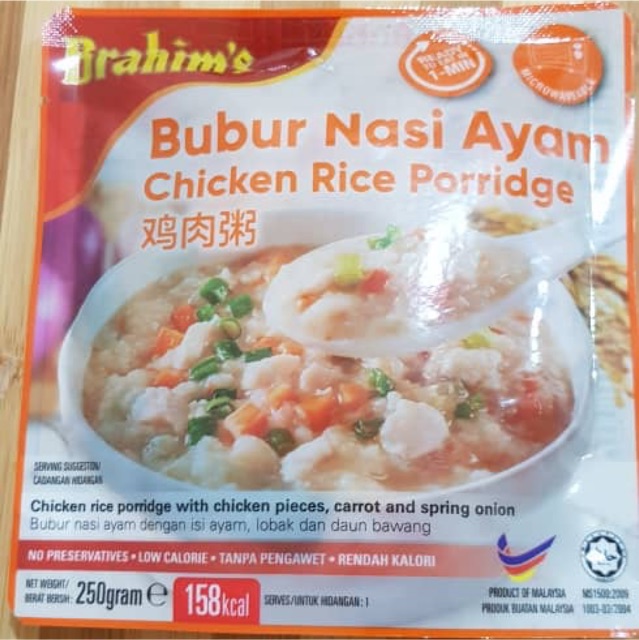 Brahim's
READY TO EAT IN
1-MIN
MICROWAVEABLE
Bubur Nasi Ayam
Chicken Rice Porridge
鸡肉粥
SERVING SUGGESTION/
CADANGAN HIDANGAN
Chicken rice porridge with chicken pieces, carrot and spring onion
Bubur nasi ayam dengan isi ayam, lobak dan daun bawang
NO PRESERVATIVES • LOW CALORIE • TANPA PENGAWET • RENDAH KALORI
NET WEIGHT/
BERAT BERSIH: 250gram ℮ 158kcal SERVES/UNTUK HIDANGAN : 1
PRODUCT OF MALAYSIA
PRODUK BUATAN MALAYSIA
MS1500:2009
1003-03/2004